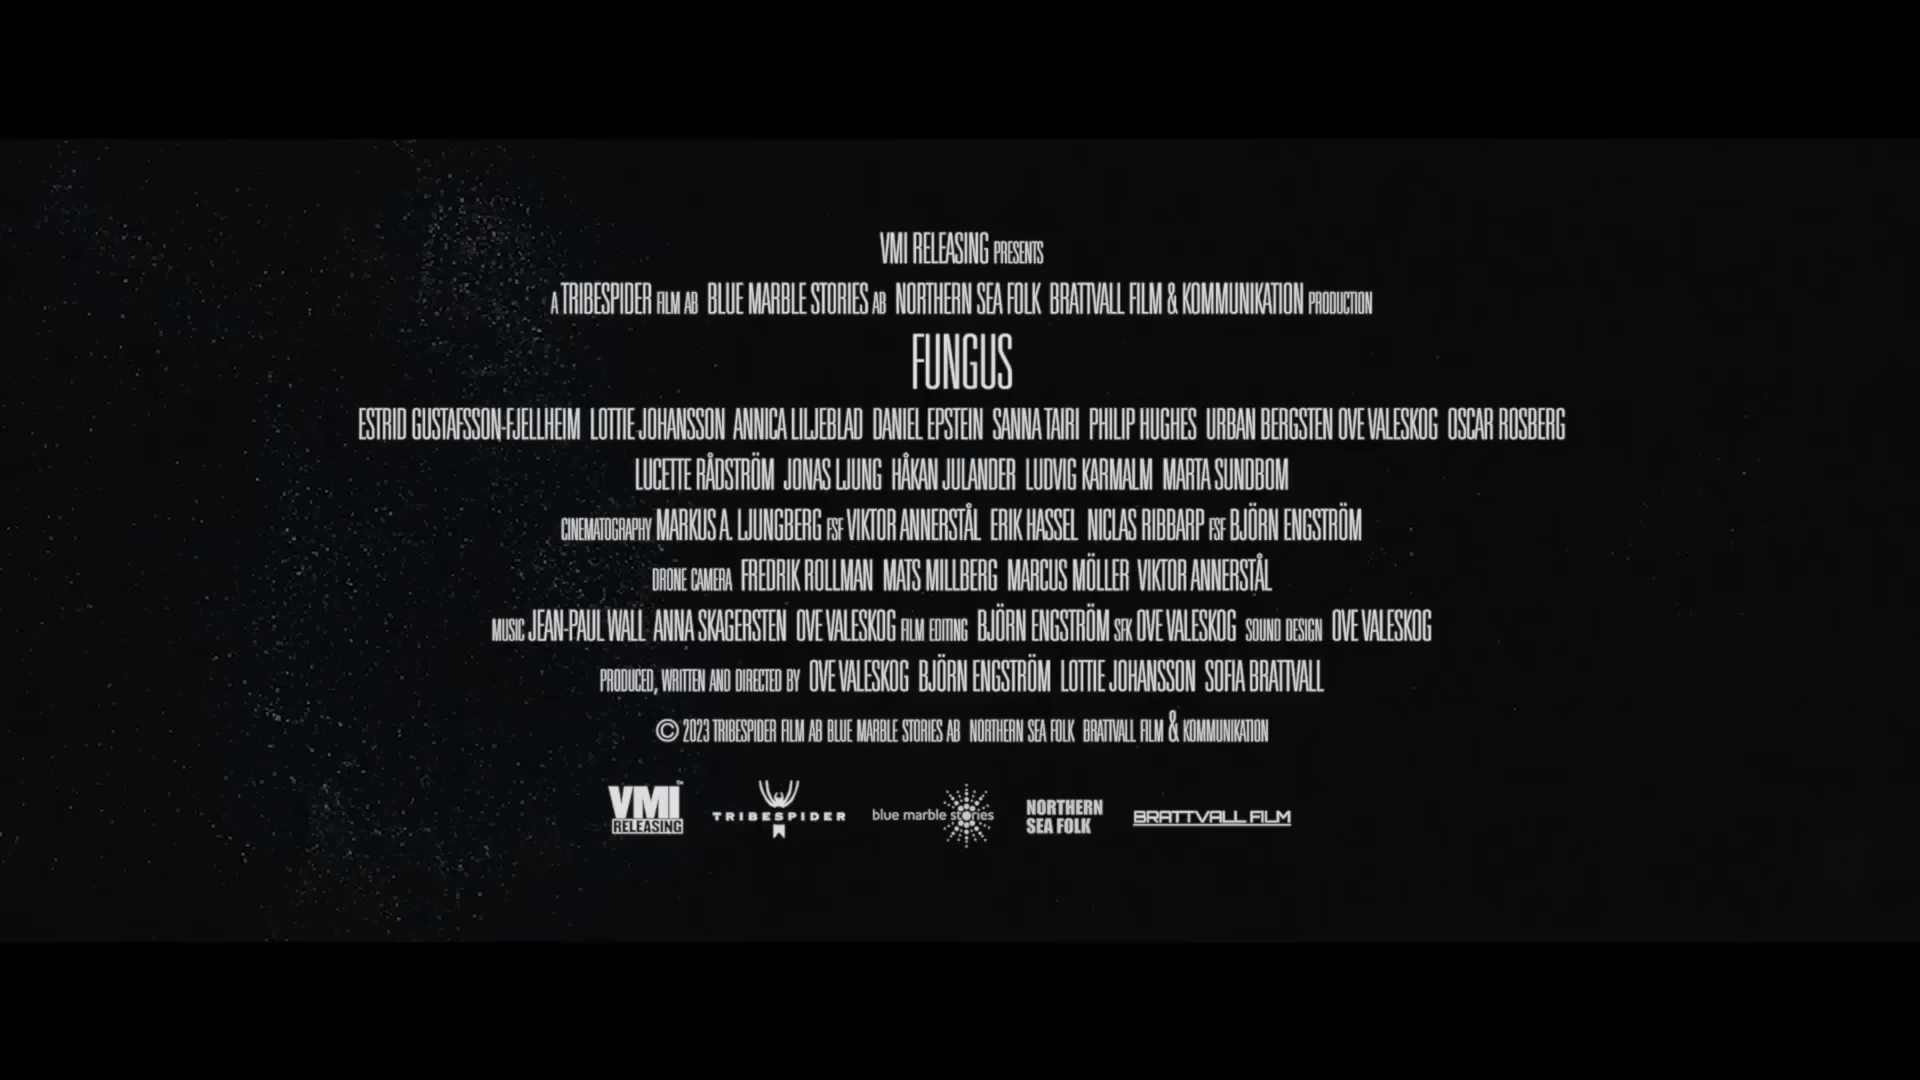 VMI RELEASING PRESENTS
A TRIBESPIDER FILM AB BLUE MARBLE STORIES AB NORTHERN SEA FOLK BRATTVALL FILM & KOMMUNIKATION PRODUCTION
FUNGUS
ESTRID GUSTAFSSON-FJELLHEIM LOTTIE JOHANSSON ANNICA LILJEBLAD DANIEL EPSTEIN SANNA TAIRI PHILIP HUGHES URBAN BERGSTEN OVE VALESKOG OSCAR ROSBERG
LUCETTE RÅDSTRÖM JONAS LJUNG HÅKAN JULANDER LUDVIG KARMALM MARTA SUNDBOM
CINEMATOGRAPHY MARKUS A. LJUNGBERG FSF VIKTOR ANNERSTÅL ERIK HASSEL NICLAS RIBBARP FSF BJÖRN ENGSTRÖM
DRONE CAMERA FREDRIK ROLLMAN MATS MILLBERG MARCUS MÖLLER VIKTOR ANNERSTÅL
MUSIC JEAN-PAUL WALL ANNA SKAGERSTEN OVE VALESKOG FILM EDITING BJÖRN ENGSTRÖM SFK OVE VALESKOG SOUND DESIGN OVE VALESKOG
PRODUCED, WRITTEN AND DIRECTED BY OVE VALESKOG BJÖRN ENGSTRÖM LOTTIE JOHANSSON SOFIA BRATTVALL
© 2023 TRIBESPIDER FILM AB BLUE MARBLE STORIES AB NORTHERN SEA FOLK BRATTVALL FILM & KOMMUNIKATION
VMI™
RELEASING
TRIBESPIDER
blue marble stories
NORTHERN
SEA FOLK
BRATTVALL FILM